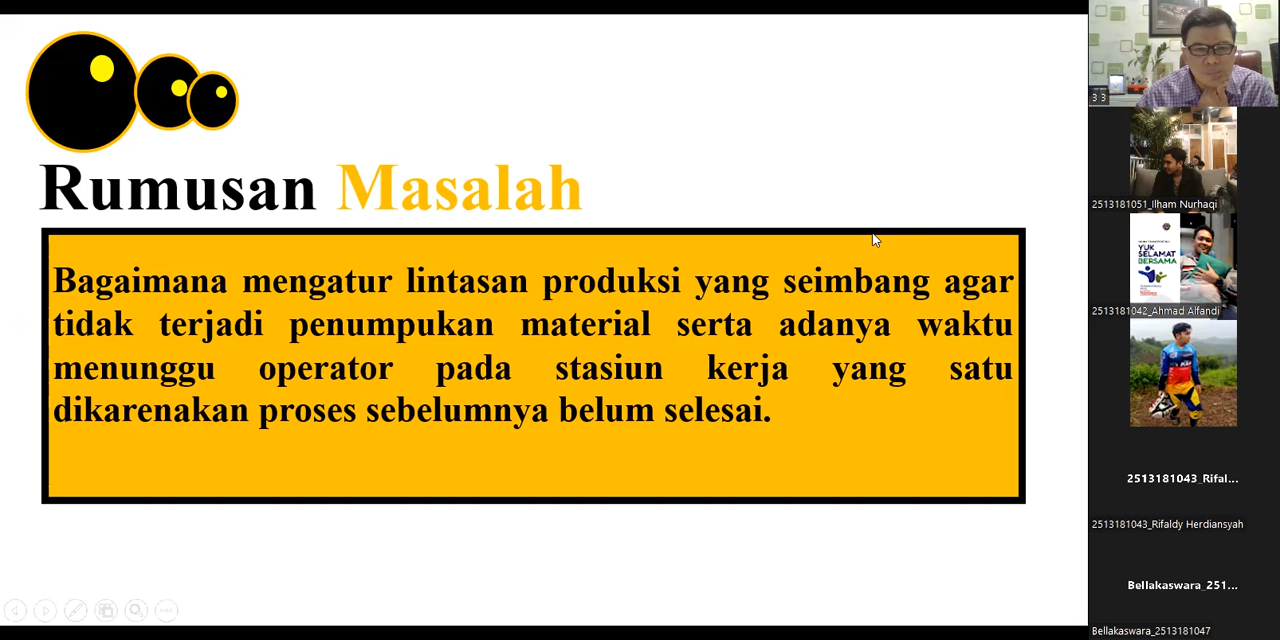 Rumusan Masalah
Bagaimana mengatur lintasan produksi yang seimbang agar
tidak terjadi penumpukan material serta adanya waktu
menunggu operator pada stasiun kerja yang satu
dikarenakan proses sebelumnya belum selesai.
3 3
2513181051_Ilham Nurhaqi
YUK
SELAMAT
BERSAMA
2513181042_Ahmad Alfandi
2513181043_Rifal...
2513181043_Rifaldy Herdiansyah
Bellakaswara_251...
Bellakaswara_2513181047